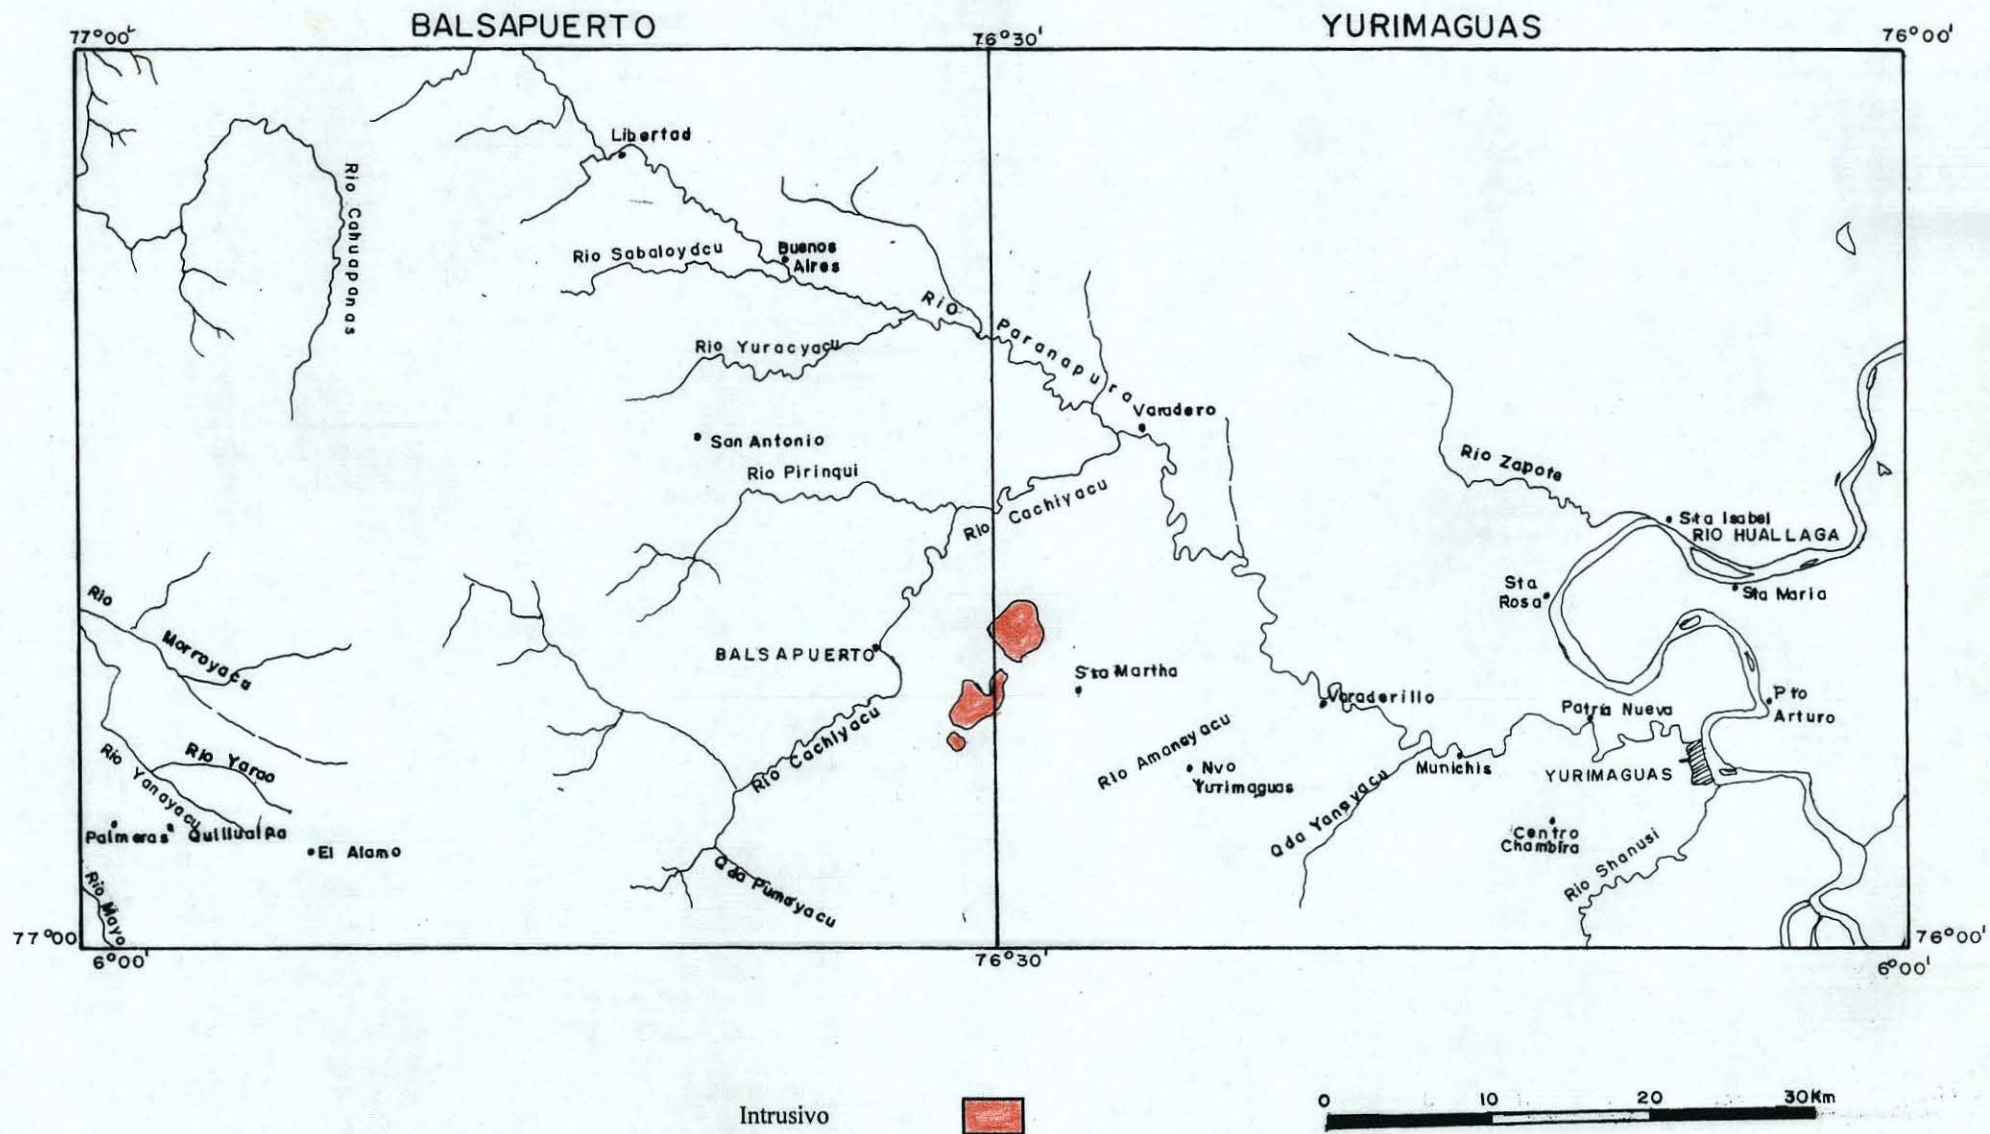 BALSAPUERTO
YURIMAGUAS
77°00'
76°30'
76°00'
Libertad
Rio Cahuapanas
Rio Sabaloyacu
Buenos
Aires
RIO Paranapura
Rio Yuracyacu
Varadero
San Antonio
Rio Pirinqui
Rio Cachiyacu
Rio Zapote
Sta Isabel
RIO HUALLAGA
Sta
Rosa
Sta Maria
Rio Morroyacu
BALSAPUERTO
Sta Martha
Varaderillo
Patria Nueva
Pto
Arturo
Rio Cachiyacu
Rio Amanayacu
Nvo
Yurimaguas
Munichis
YURIMAGUAS
Rio Yarao
Rio Yanayacu
Qda Yanayacu
Palmeras
Quilluallpa
El Alamo
Centro
Chambira
Rio Shanusi
Qda Pumayacu
Rio Mayo
77°00
76°00'
6°00'
76°30'
6°00'
Intrusivo
0 10 20 30Km